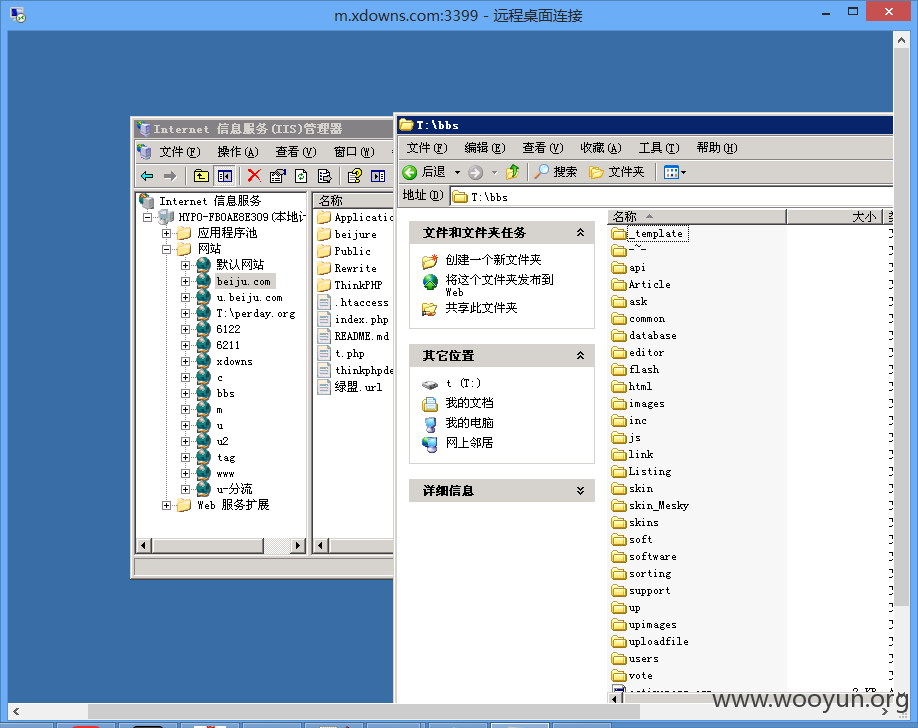 m.xdowns.com:3399 - 远程桌面连接
Internet 信息服务(IIS)管理器
文件(F) 操作(A) 查看(V) 窗口(W)
Internet 信息服务
HYPO-FB0AE8E309(本地计
应用程序池
网站
默认网站
beiju.com
u.beiju.com
T:\perday.org
6122
6211
xdowns
c
bbs
m
u
u2
tag
www
u-分流
Web 服务扩展
名称
Applicatio
beijure
Public
Rewrite
ThinkPHP
.htaccess
index.php
README.md
t.php
thinkphpde
绿盟.url
T:\bbs
文件(F) 编辑(E) 查看(V) 收藏(A) 工具(T) 帮助(H)
后退 搜索 文件夹
地址(D) T:\bbs
文件和文件夹任务
创建一个新文件夹
将这个文件夹发布到
Web
共享此文件夹
其它位置
t (T:)
我的文档
我的电脑
网上邻居
详细信息
名称 大小
_template
-~-
api
Article
ask
common
database
editor
flash
html
images
inc
js
link
Listing
skin
skin_Mesky
skins
soft
software
sorting
support
up
upimages
uploadfile
users
vote
www.wooyun.org